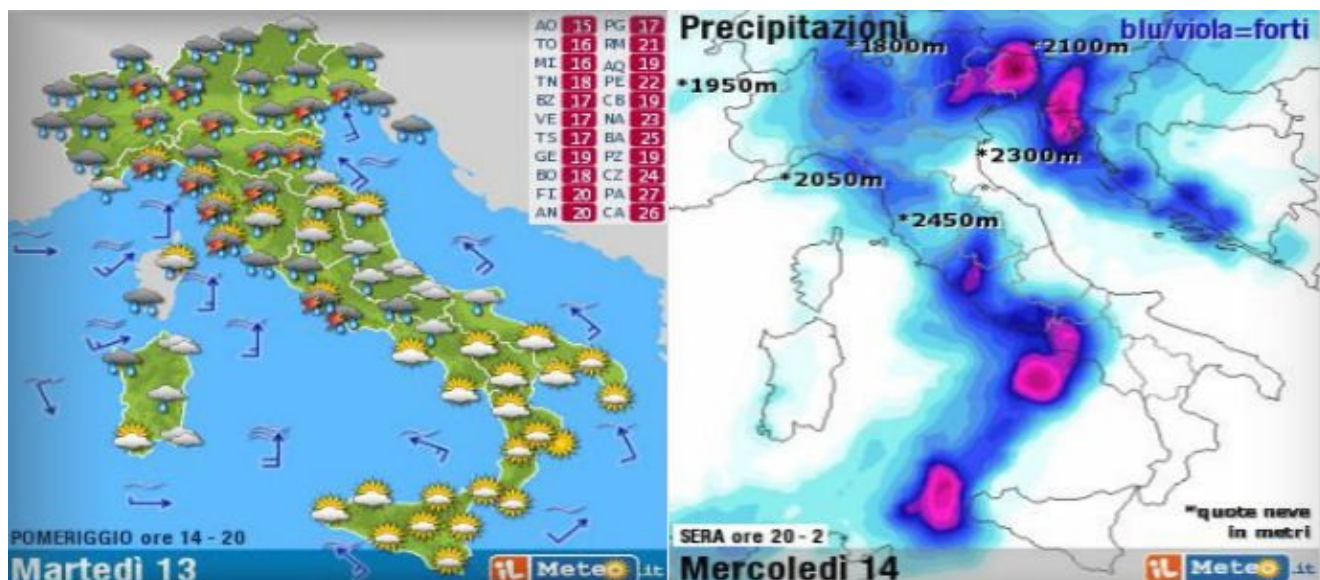 AO 15 PG 17
TO 16 RM 21
MI 16 AQ 19
TN 18 PE 22
BZ 17 CB 19
VE 17 NA 23
TS 17 BA 25
GE 19 PZ 19
BO 18 CZ 24
FI 20 PA 27
AN 20 CA 26
POMERIGGIO ore 14 - 20
Martedì 13
iL Meteo.it
Precipitazioni
blu/viola=forti
*1800m
*2100m
*1950m
*2300m
*2050m
*2450m
*quote neve
in metri
SERA ore 20 - 2
Mercoledì 14
iL Meteo.it